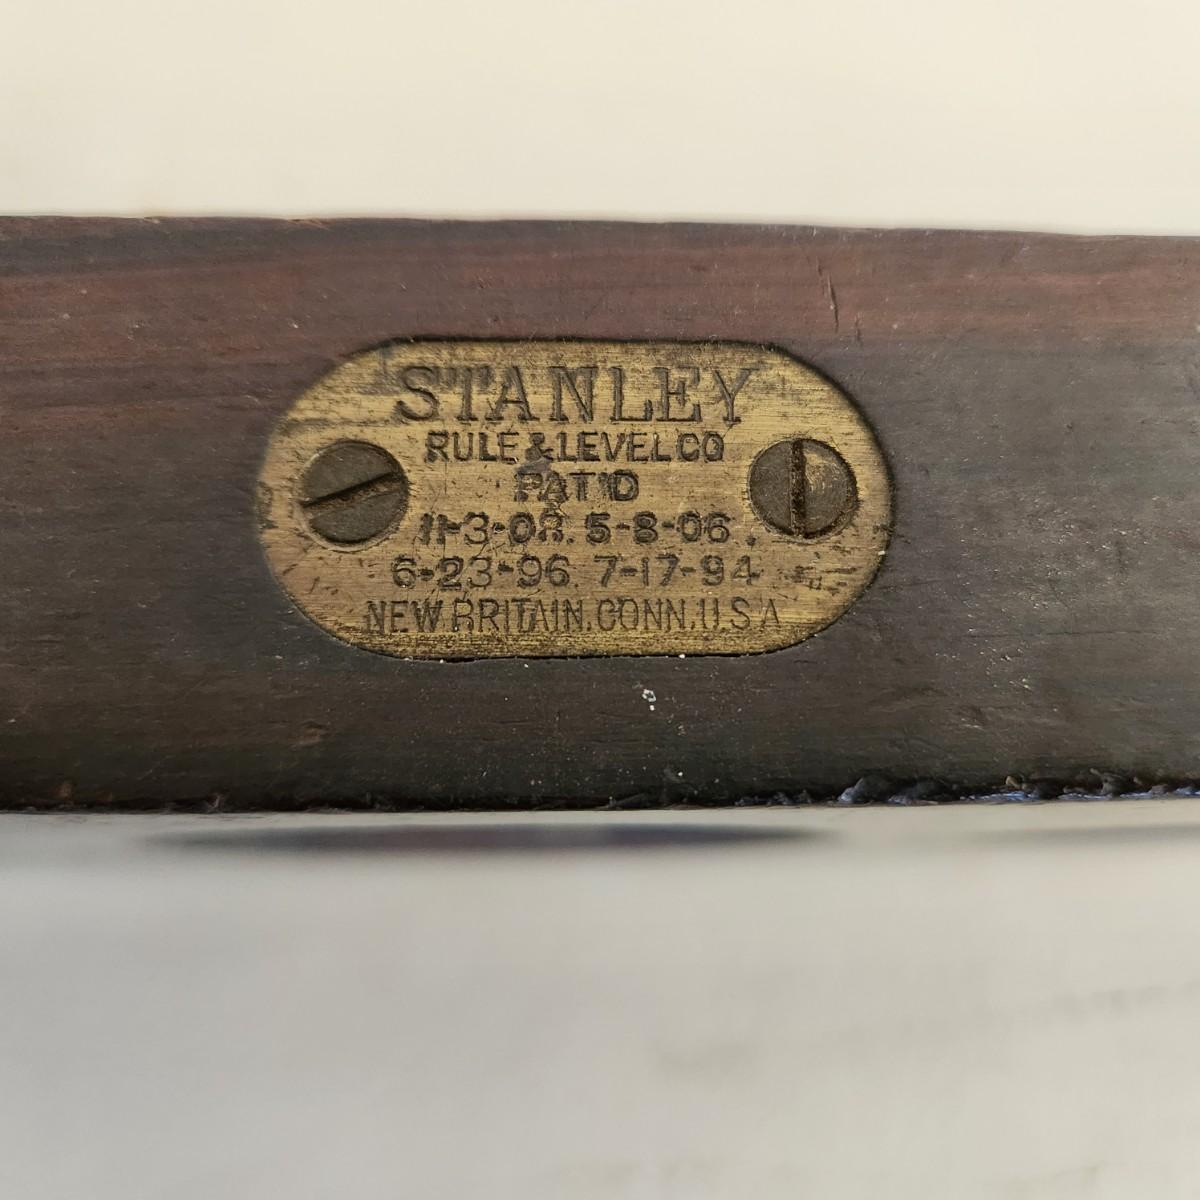 STANLEY
RULE & LEVEL CO
PAT'D
11-3-08. 5-8-06.
6-23-96. 7-17-94
NEW BRITAIN. CONN. U.S.A